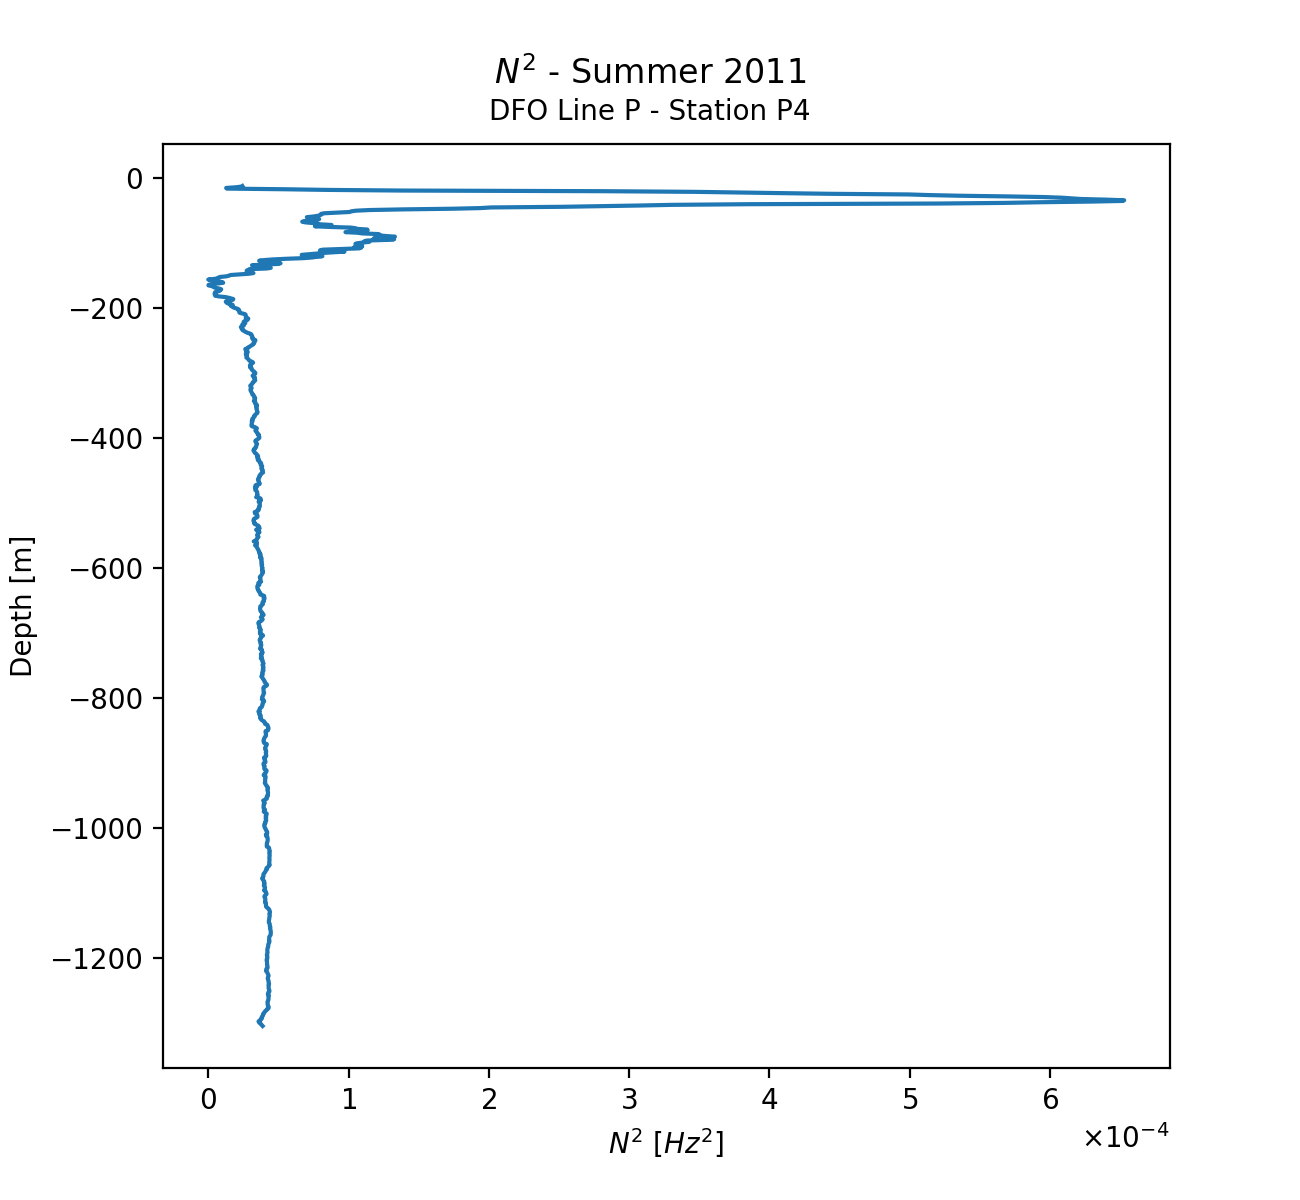 N² - Summer 2011
DFO Line P - Station P4
0
−200
−400
−600
−800
−1000
−1200
Depth [m]
0 1 2 3 4 5 6
×10⁻⁴
N² [Hz²]